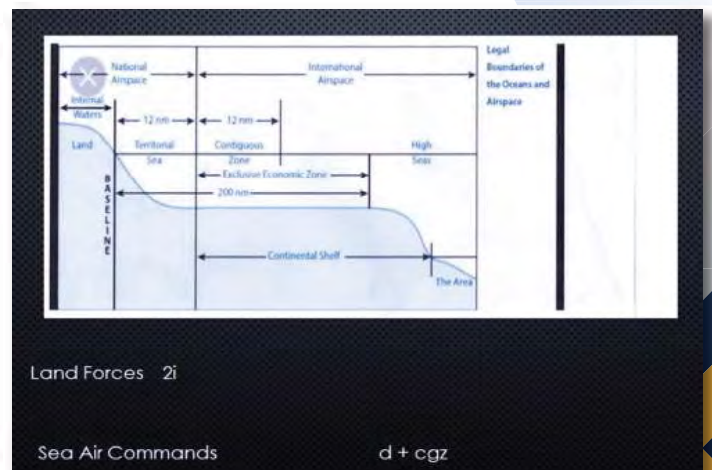 Legal
Boundaries of
the Oceans and
Airspace
National
Airspace
International
Airspace
Internal
Waters
12 nm
12 nm
Land
Territorial
Sea
Contiguous
Zone
High
Seas
Exclusive Economic Zone
200 nm
BASELINE
Continental Shelf
The Area
Land Forces 2i
Sea Air Commands d + cgz